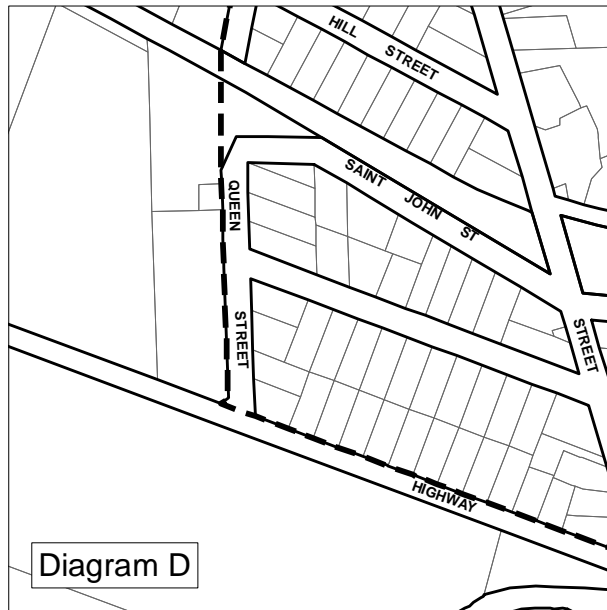 HILL STREET
SAINT JOHN ST
QUEEN STREET
STREET
HIGHWAY
Diagram D